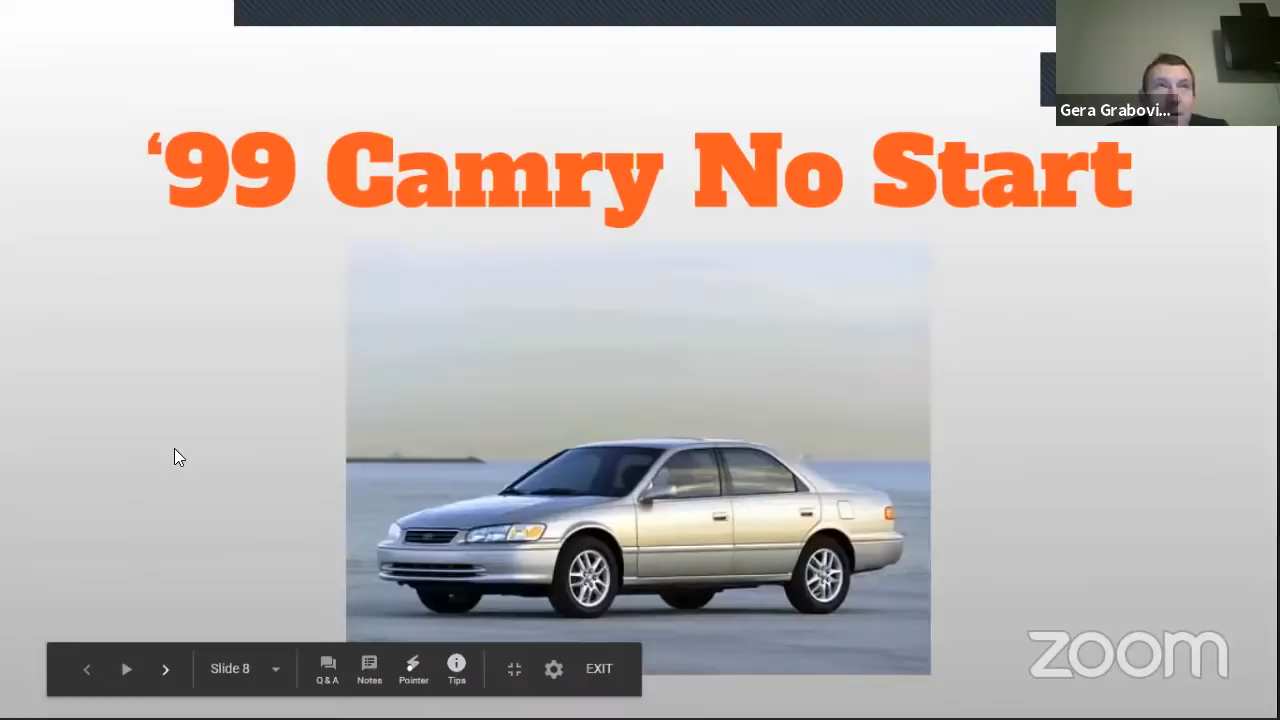 Gera Grabovi...
‘99 Camry No Start
Slide 8
Q & A
Notes
Pointer
Tips
EXIT
zoom